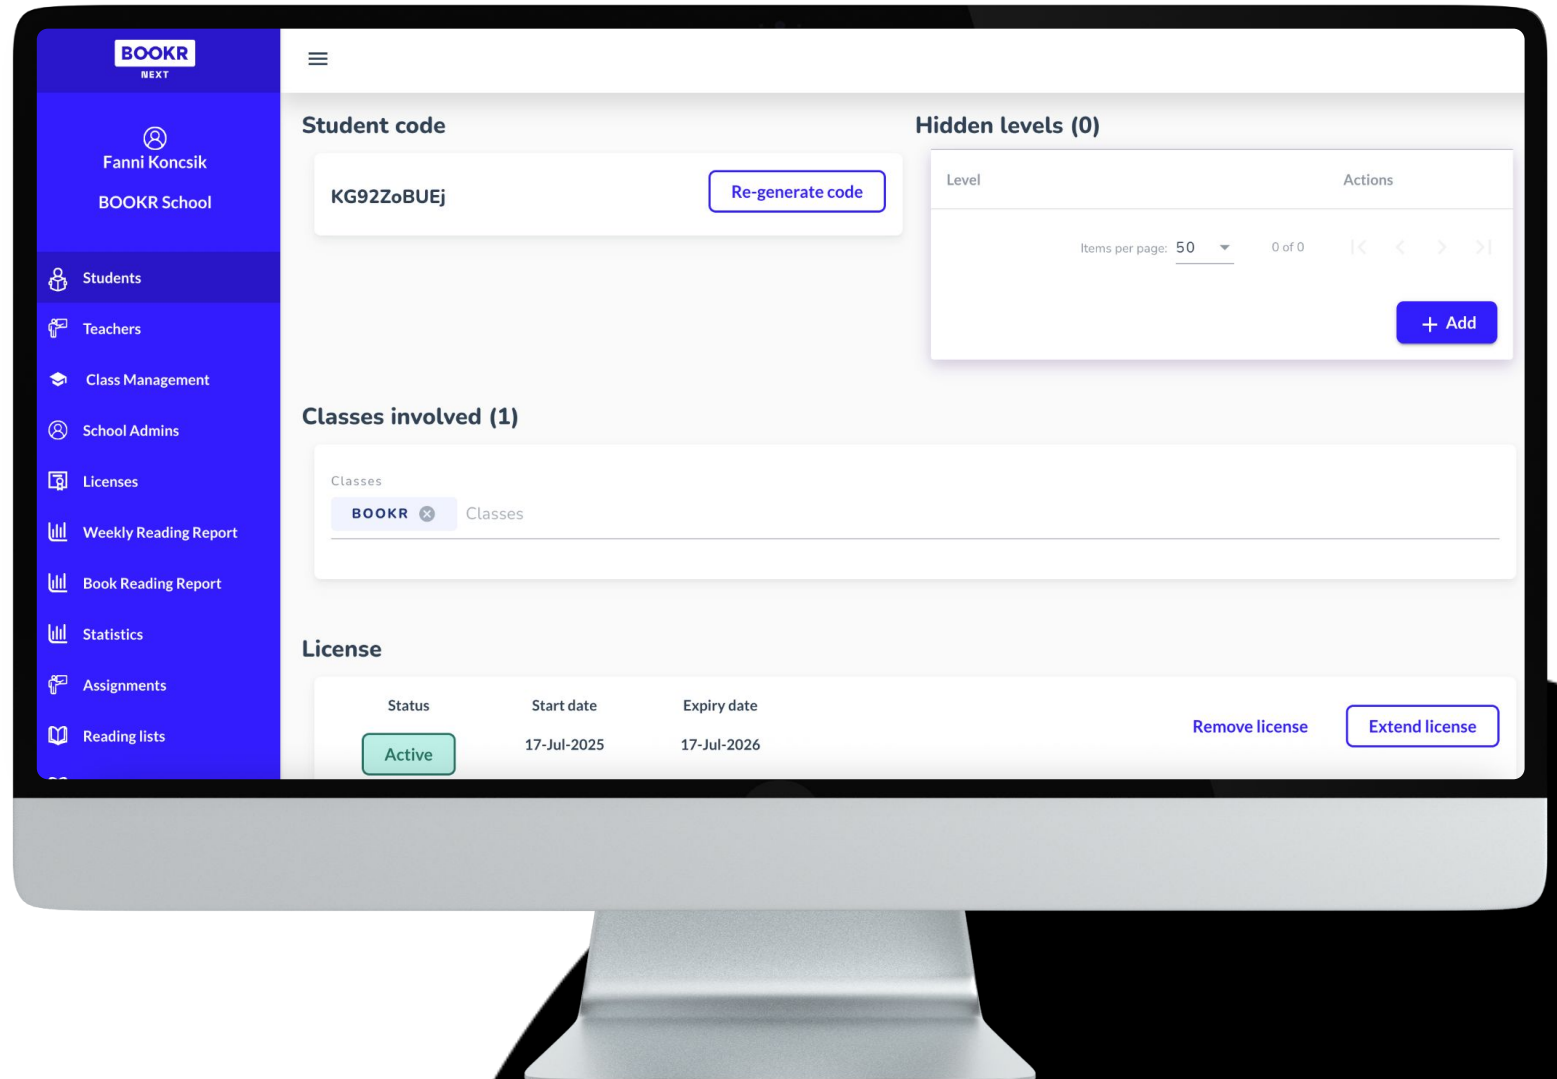 BOOKR
NEXT
Fanni Koncsik
BOOKR School
Students
Teachers
Class Management
School Admins
Licenses
Weekly Reading Report
Book Reading Report
Statistics
Assignments
Reading lists
Student code
KG92ZoBUEj
Re-generate code
Hidden levels (0)
Level Actions
Items per page: 50 0 of 0
+ Add
Classes involved (1)
Classes
BOOKR Classes
License
Status Start date Expiry date
Active 17-Jul-2025 17-Jul-2026
Remove license Extend license